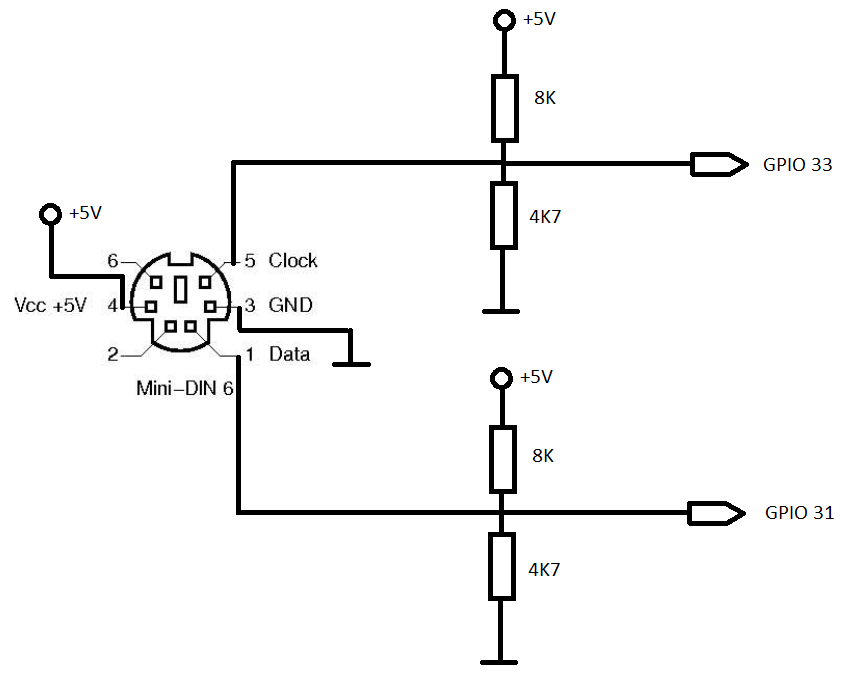 +5V
8K
GPIO 33
4K7
+5V
6
5 Clock
Vcc +5V 4
3 GND
2
1 Data
Mini-DIN 6
+5V
8K
GPIO 31
4K7